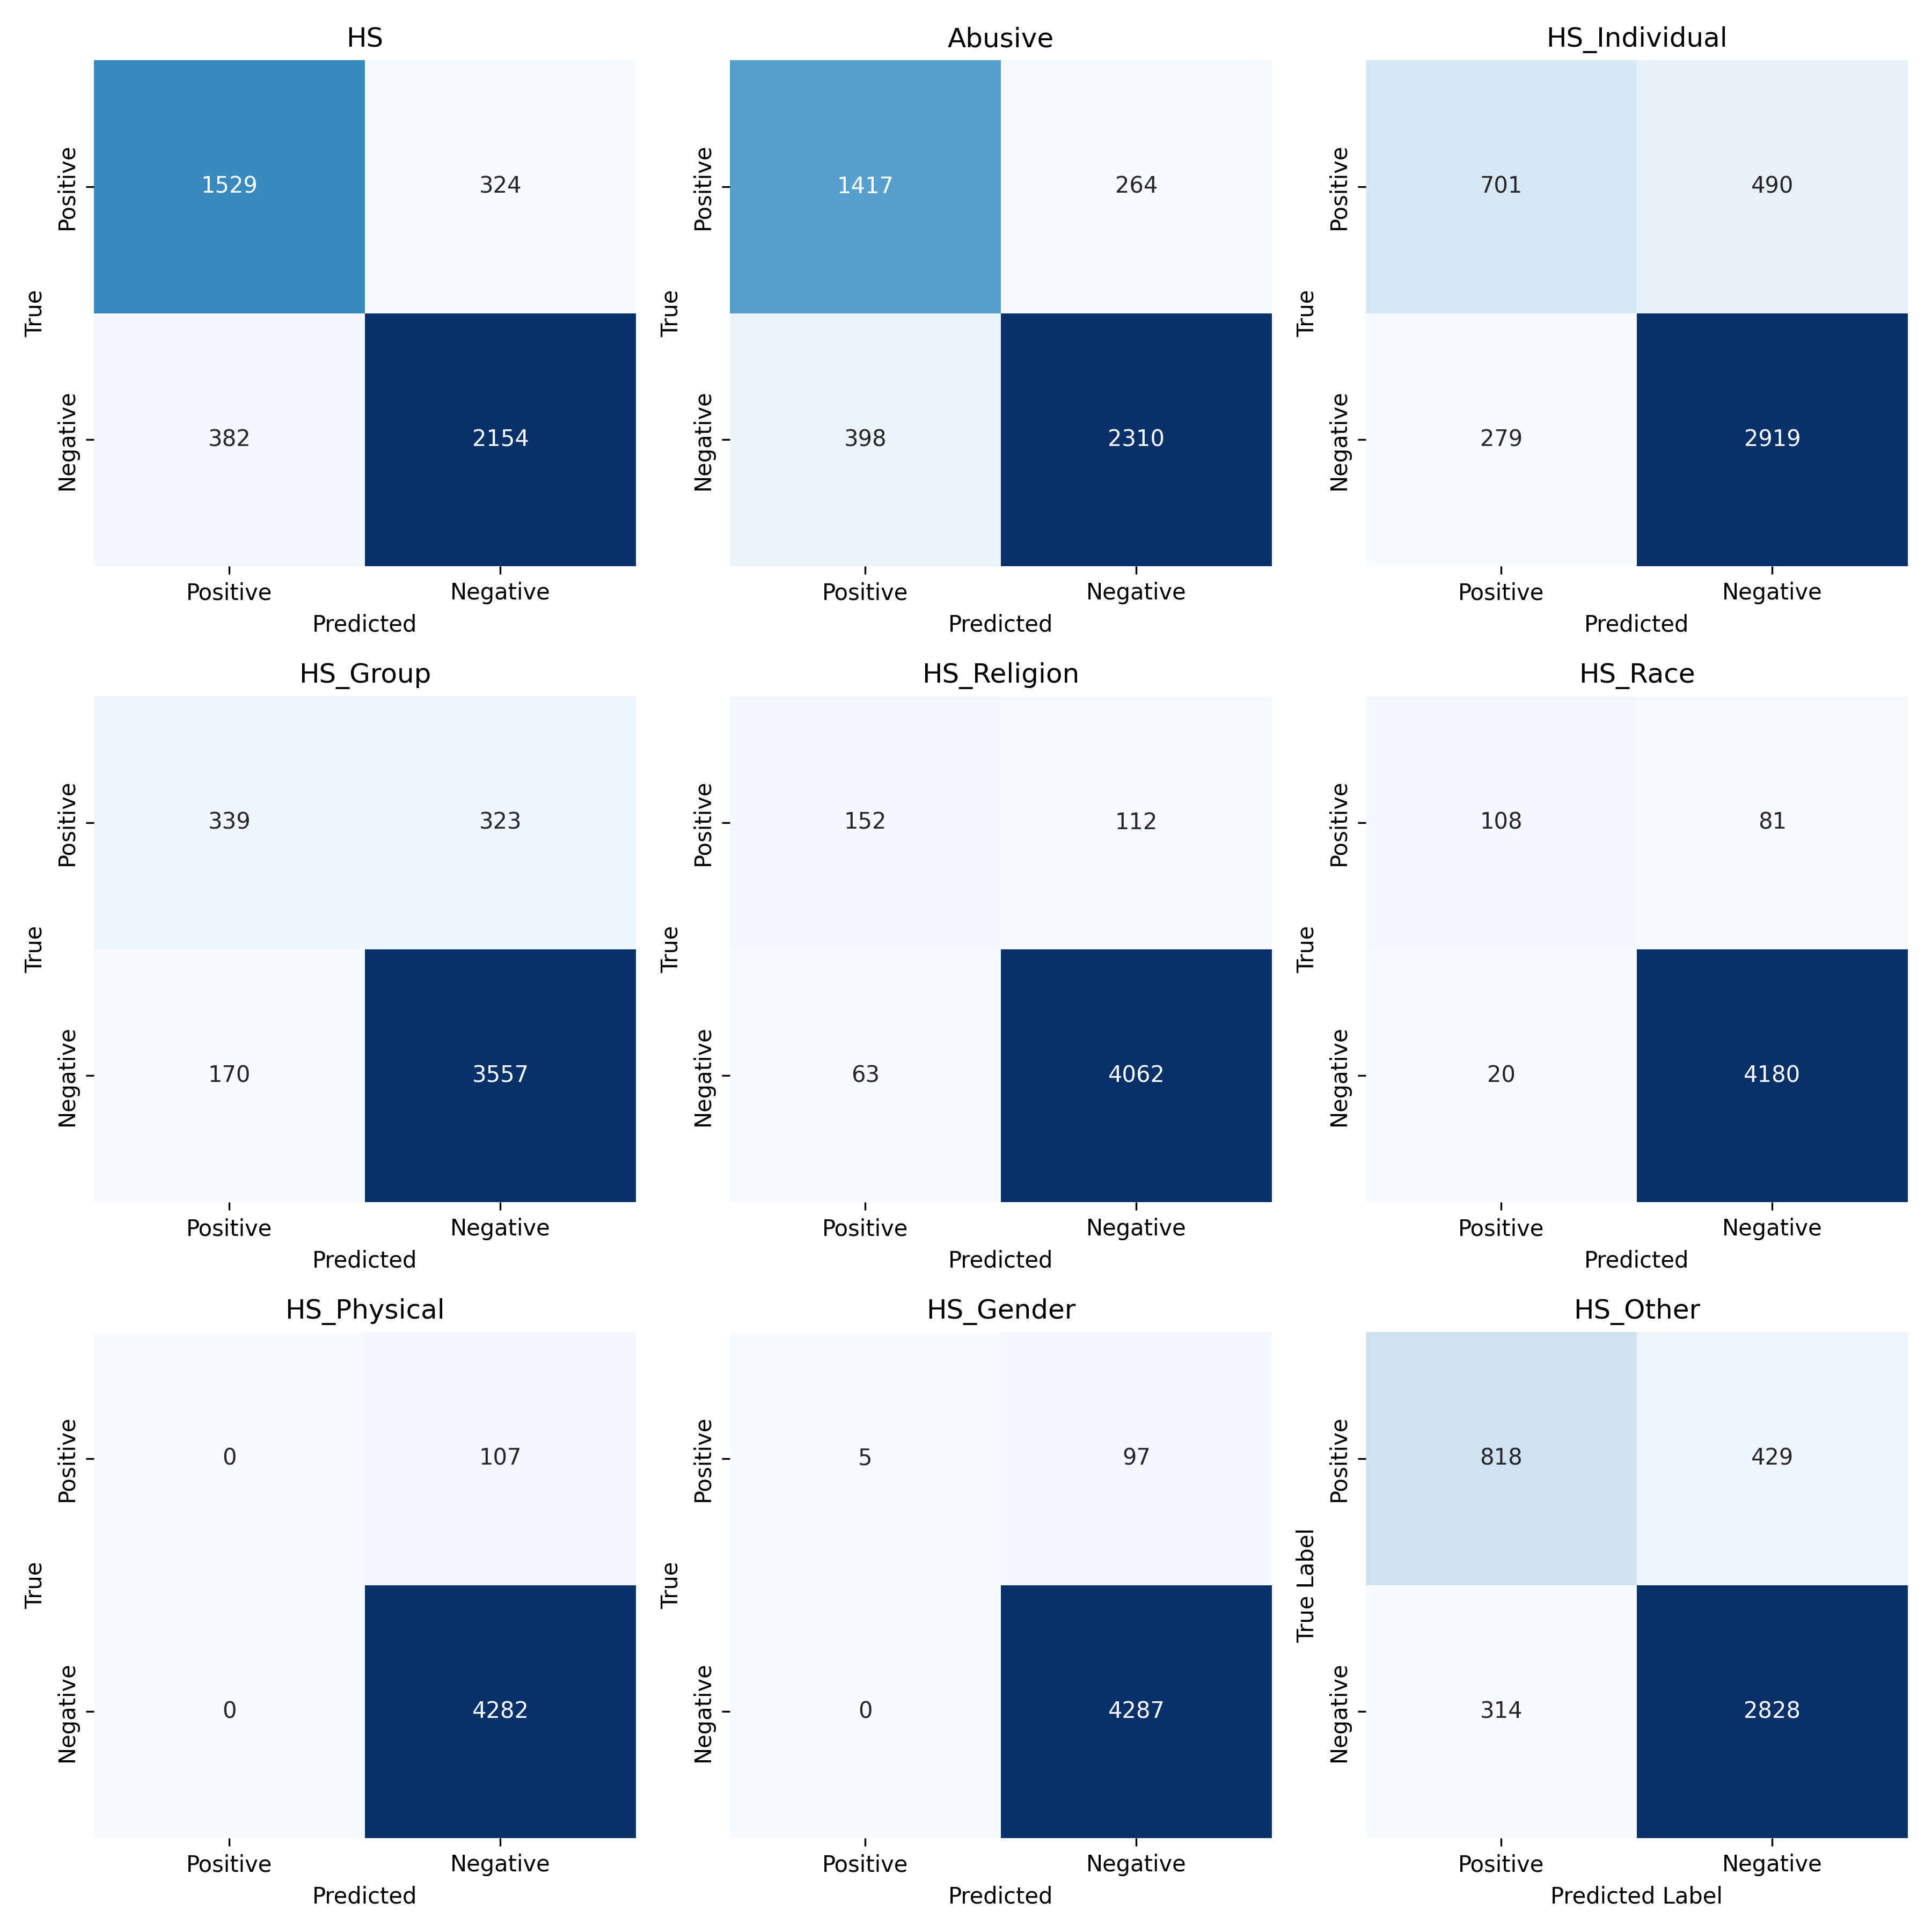 HS
Positive
1529
324
True
Negative
382
2154
Positive
Negative
Predicted
Abusive
Positive
1417
264
True
Negative
398
2310
Positive
Negative
Predicted
HS_Individual
Positive
701
490
True
Negative
279
2919
Positive
Negative
Predicted
HS_Group
Positive
339
323
True
Negative
170
3557
Positive
Negative
Predicted
HS_Religion
Positive
152
112
True
Negative
63
4062
Positive
Negative
Predicted
HS_Race
Positive
108
81
True
Negative
20
4180
Positive
Negative
Predicted
HS_Physical
Positive
0
107
True
Negative
0
4282
Positive
Negative
Predicted
HS_Gender
Positive
5
97
True
Negative
0
4287
Positive
Negative
Predicted
HS_Other
Positive
818
429
True Label
Negative
314
2828
Positive
Negative
Predicted Label